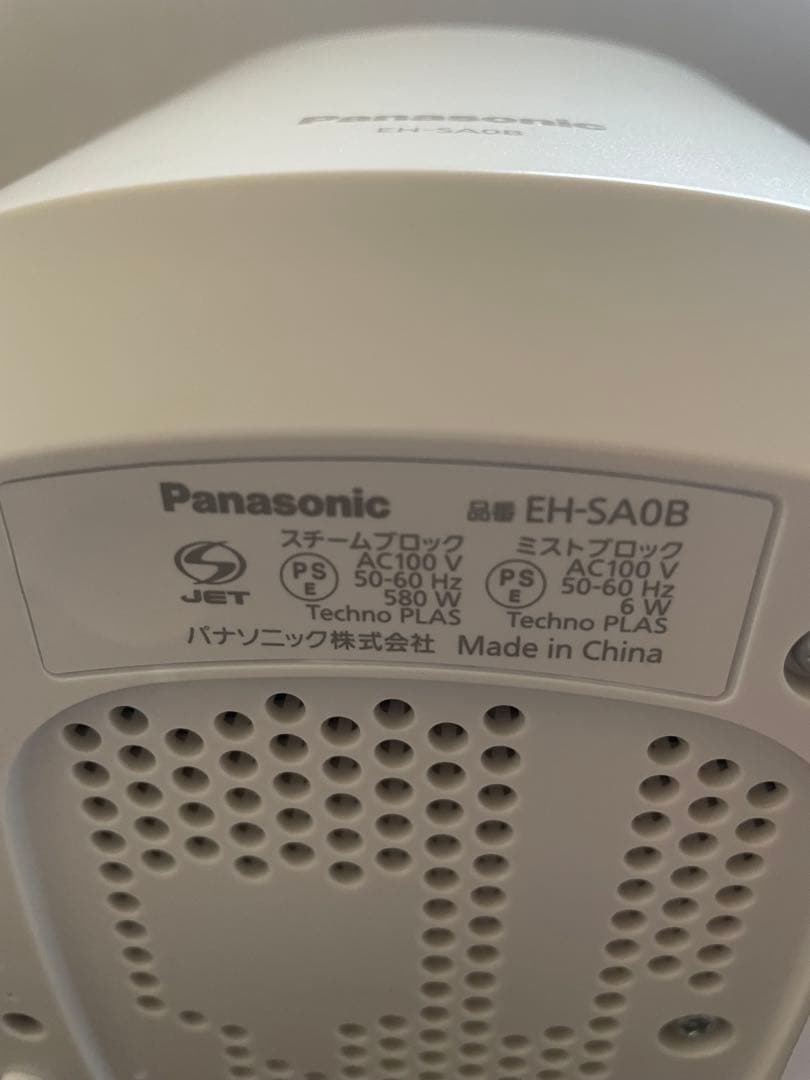 Panasonic
EH-SA0B
Panasonic 品番 EH-SA0B
スチームブロック
AC100 V
50-60 Hz
580 W
Techno PLAS
PS
E
JET
ミストブロック
AC100 V
50-60 Hz
6 W
Techno PLAS
PS
E
パナソニック株式会社 Made in China